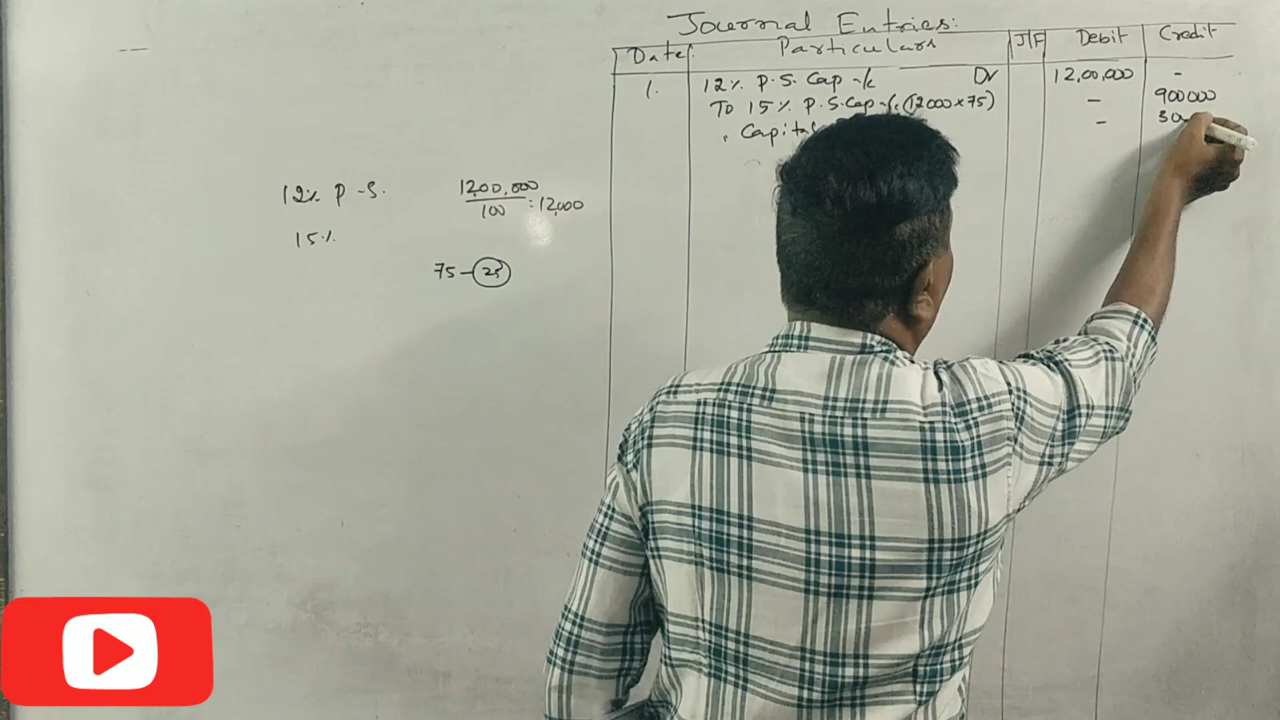 Journal Entries:
Date Particulars J/F Debit Credit
1. 12% P.S. Cap Dr 12,00,000 -
To 15% P.S. Cap (12000 × 75) - 900000
" Capital -
12% P.S. 1200,000
100 : 12,000
15%
75 - 25